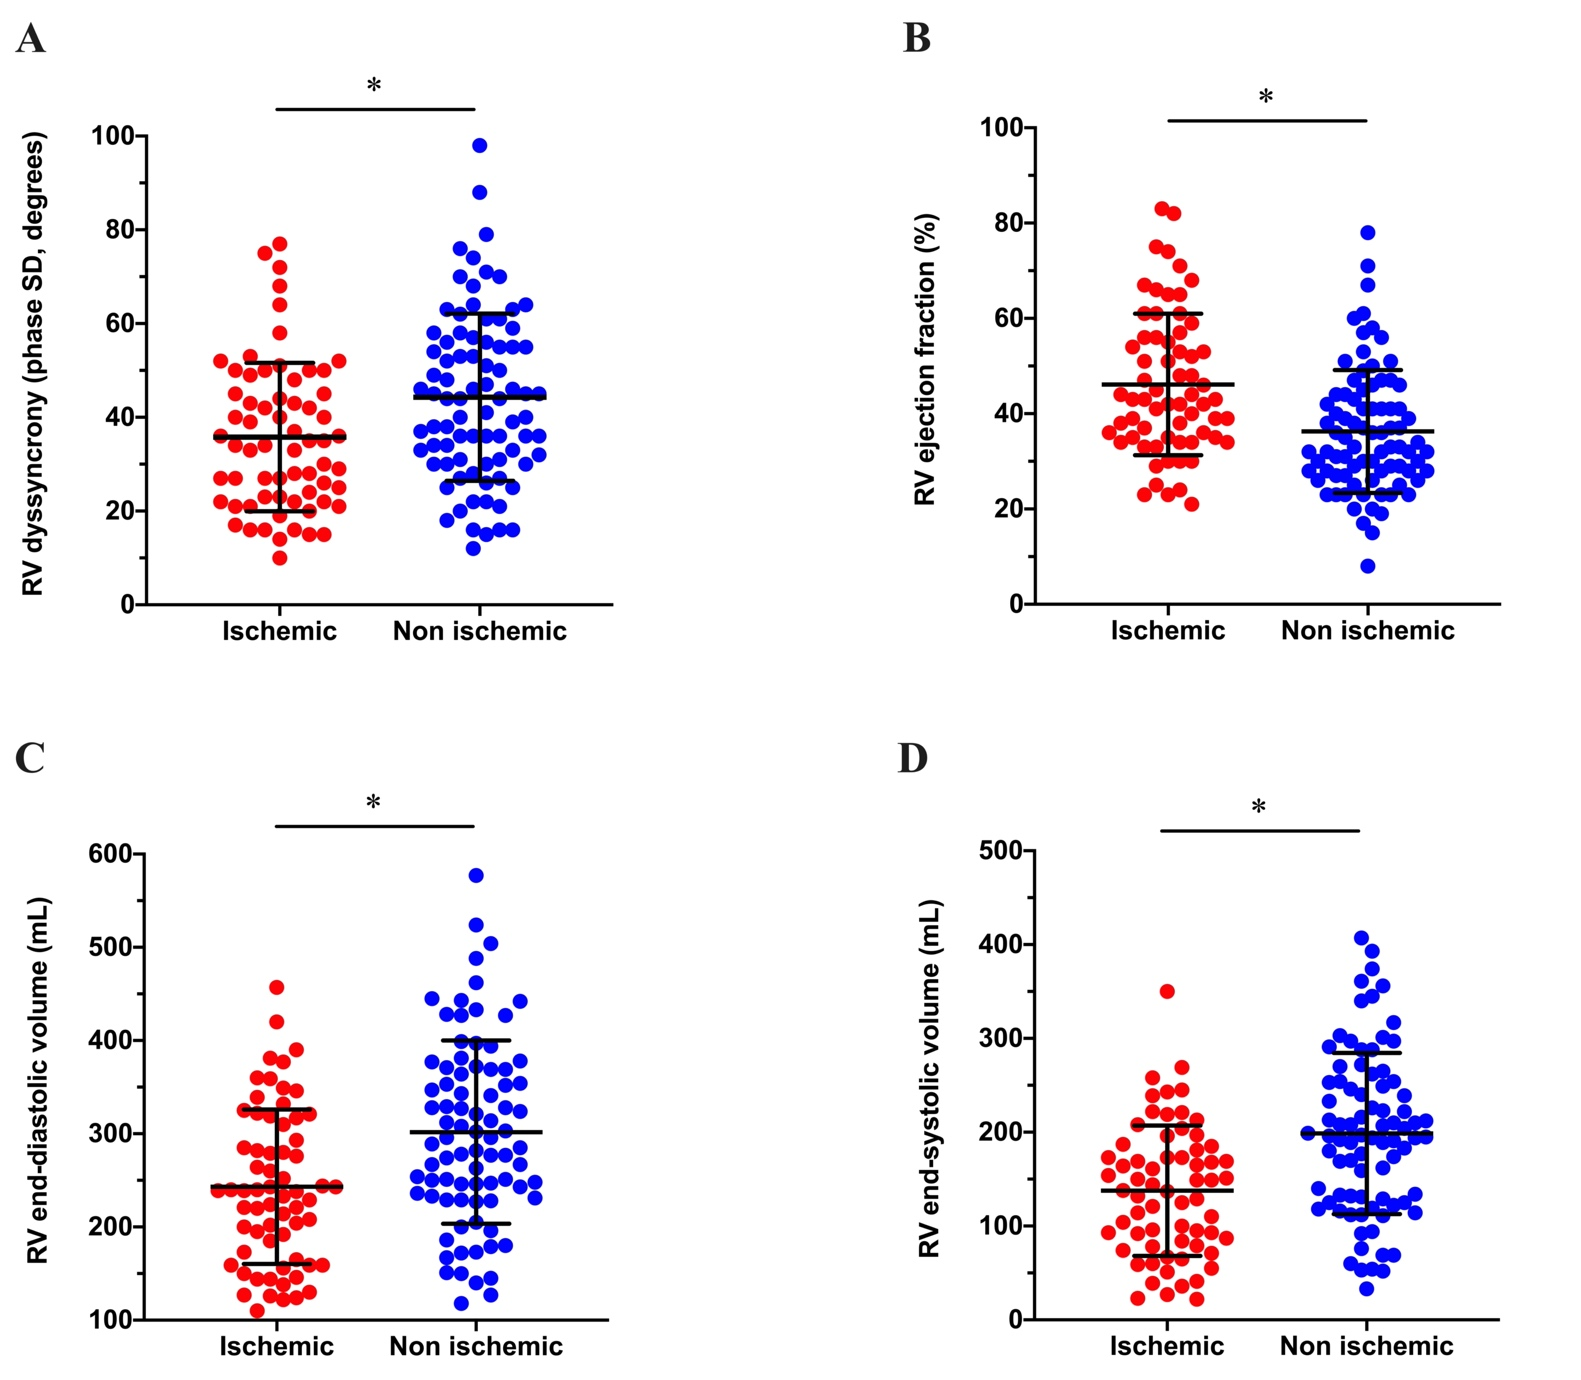 A
*
RV dyssyncrony (phase SD, degrees)
100
80
60
40
20
0
Ischemic Non ischemic
B
*
RV ejection fraction (%)
100
80
60
40
20
0
Ischemic Non ischemic
C
*
RV end-diastolic volume (mL)
600
500
400
300
200
100
Ischemic Non ischemic
D
*
RV end-systolic volume (mL)
500
400
300
200
100
0
Ischemic Non ischemic